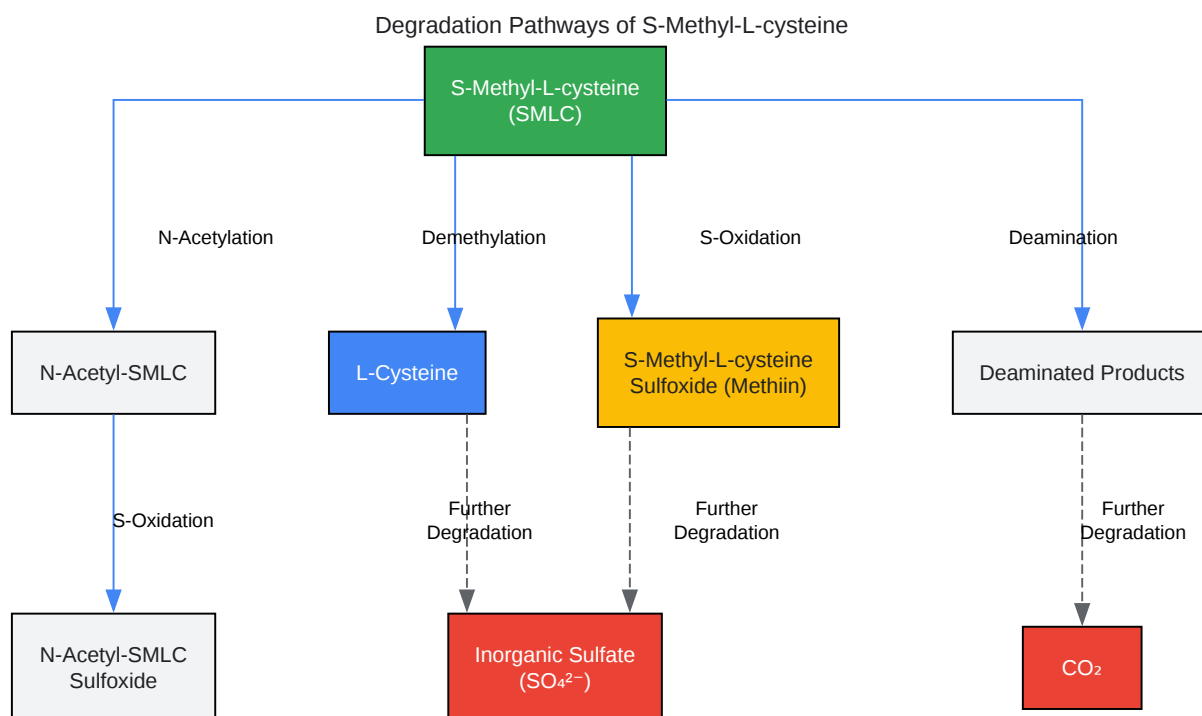 Degradation Pathways of S-Methyl-L-cysteine
S-Methyl-L-cysteine
(SMLC)
N-Acetylation
Demethylation
S-Oxidation
Deamination
N-Acetyl-SMLC
L-Cysteine
S-Methyl-L-cysteine
Sulfoxide (Methiin)
Deaminated Products
S-Oxidation
Further
Degradation
Further
Degradation
Further
Degradation
N-Acetyl-SMLC
Sulfoxide
Inorganic Sulfate
(SO₄²⁻)
CO₂